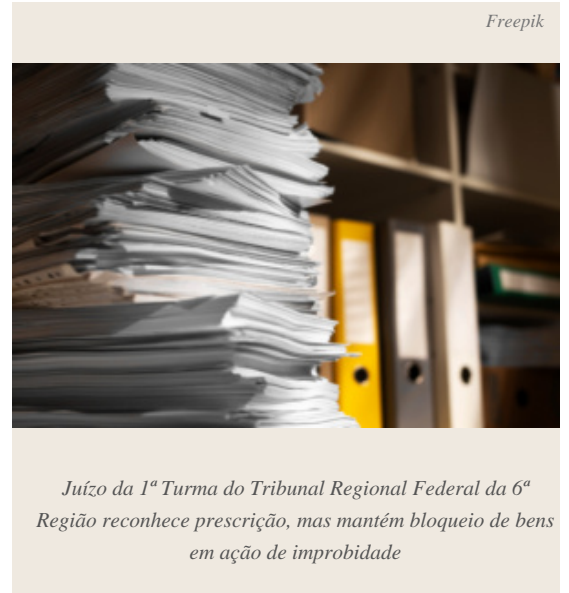 Freepik
Juízo da 1ª Turma do Tribunal Regional Federal da 6ª
Região reconhece prescrição, mas mantém bloqueio de bens
em ação de improbidade